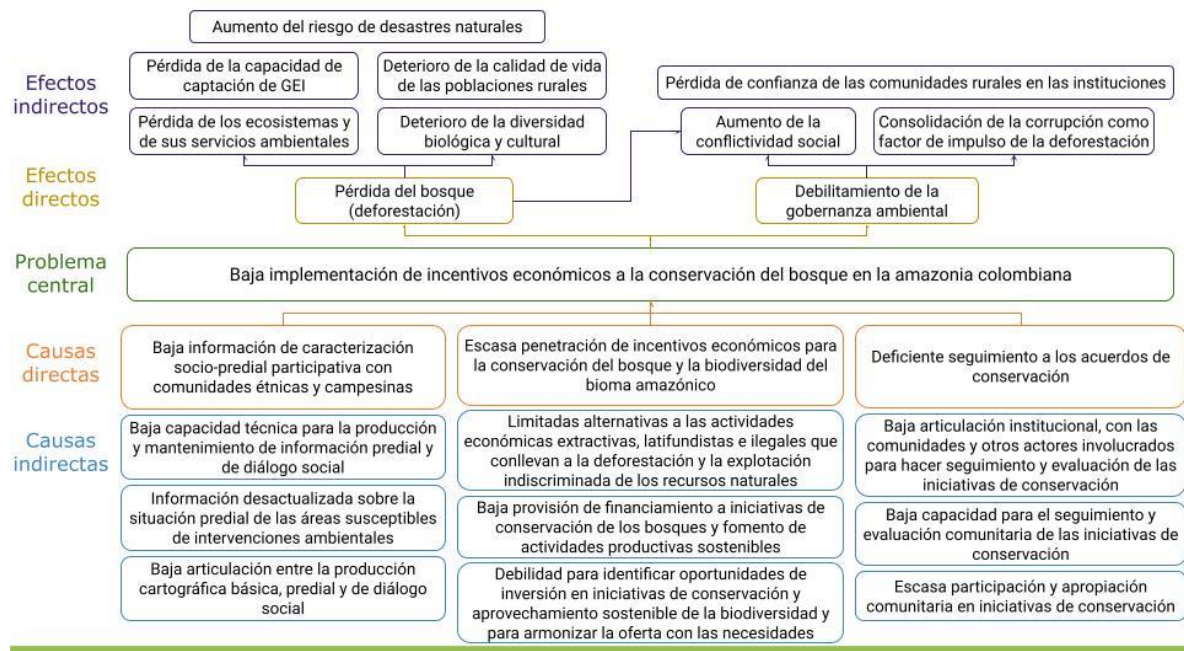 Aumento del riesgo de desastres naturales
Efectos
indirectos
Pérdida de la capacidad de
captación de GEI
Deterioro de la calidad de vida
de las poblaciones rurales
Pérdida de confianza de las comunidades rurales en las instituciones
Pérdida de los ecosistemas y
de sus servicios ambientales
Deterioro de la diversidad
biológica y cultural
Aumento de la
conflictividad social
Consolidación de la corrupción como
factor de impulso de la deforestación
Efectos
directos
Pérdida del bosque
(deforestación)
Debilitamiento de la
gobernanza ambiental
Problema
central
Baja implementación de incentivos económicos a la conservación del bosque en la amazonia colombiana
Causas
directas
Baja información de caracterización
socio-predial participativa con
comunidades étnicas y campesinas
Escasa penetración de incentivos económicos para
la conservación del bosque y la biodiversidad del
bioma amazónico
Deficiente seguimiento a los acuerdos de
conservación
Causas
indirectas
Baja capacidad técnica para la producción
y mantenimiento de información predial y
de diálogo social
Limitadas alternativas a las actividades
económicas extractivas, latifundistas e ilegales que
conllevan a la deforestación y la explotación
indiscriminada de los recursos naturales
Baja articulación institucional, con las
comunidades y otros actores involucrados
para hacer seguimiento y evaluación de las
iniciativas de conservación
Información desactualizada sobre la
situación predial de las áreas susceptibles
de intervenciones ambientales
Baja provisión de financiamiento a iniciativas de
conservación de los bosques y fomento de
actividades productivas sostenibles
Baja capacidad para el seguimiento y
evaluación comunitaria de las iniciativas de
conservación
Baja articulación entre la producción
cartográfica básica, predial y de diálogo
social
Debilidad para identificar oportunidades de
inversión en iniciativas de conservación y
aprovechamiento sostenible de la biodiversidad y
para armonizar la oferta con las necesidades
Escasa participación y apropiación
comunitaria en iniciativas de conservación